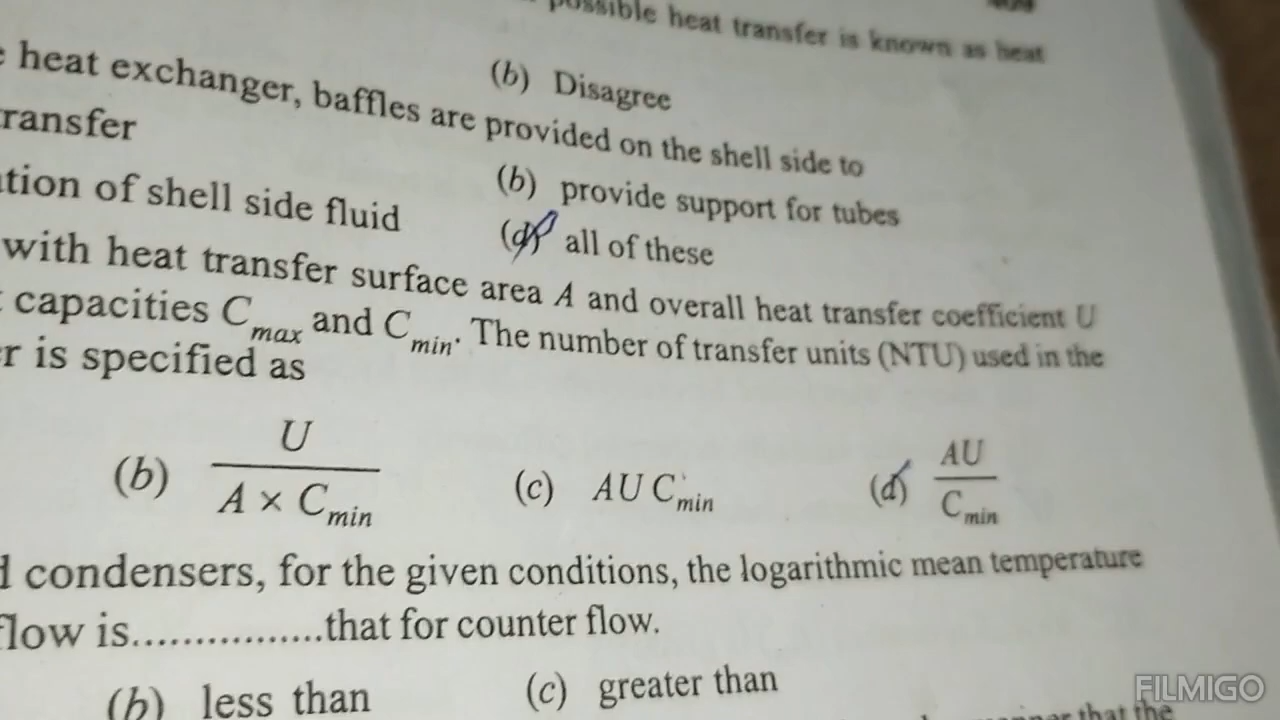 possible heat transfer is known as heat
(b) Disagree
heat exchanger, baffles are provided on the shell side to
ransfer
(b) provide support for tubes
tion of shell side fluid
(d) all of these
with heat transfer surface area A and overall heat transfer coefficient U
capacities Cmax and Cmin. The number of transfer units (NTU) used in the
r is specified as
(b) U / A × Cmin (c) AU Cmin (d) AU / Cmin
condensers, for the given conditions, the logarithmic mean temperature
flow is................that for counter flow.
(b) less than (c) greater than
that the
FILMIGO